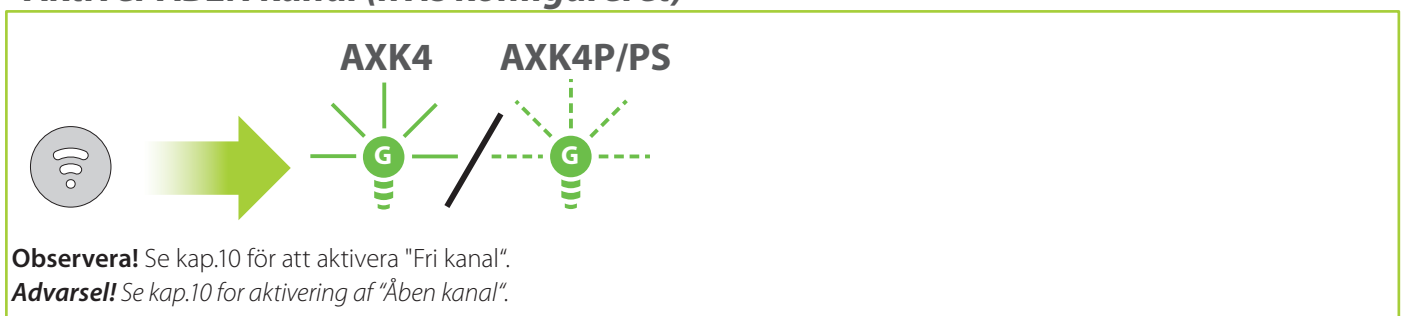 AXK4 AXK4P/PS
G G
Observera! Se kap.10 för att aktivera "Fri kanal“.
Advarsel! Se kap.10 for aktivering af “Åben kanal“.